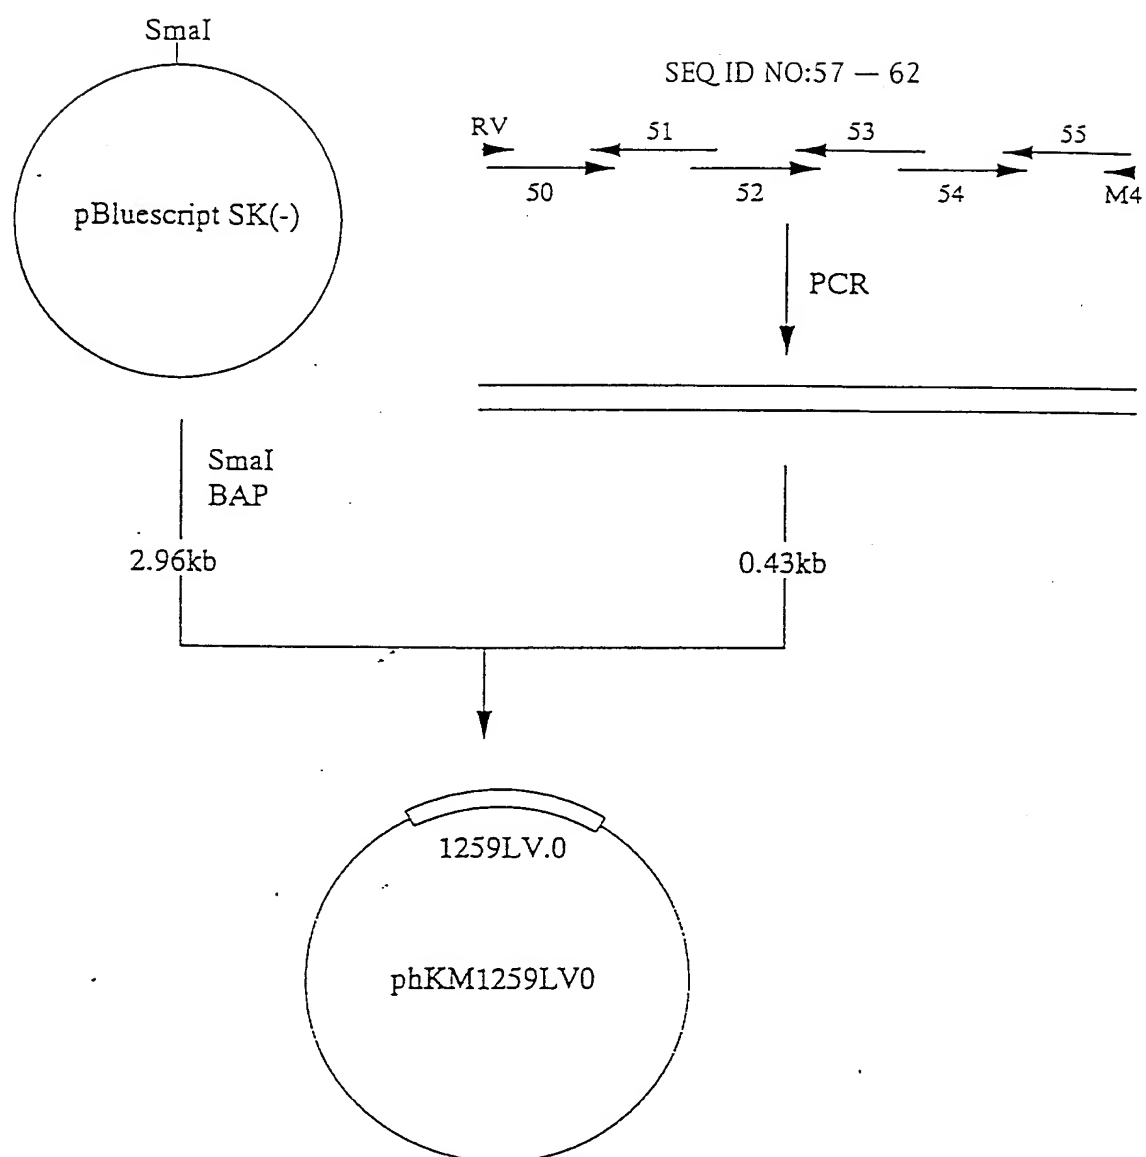 SmaI
SEQ ID NO:57 — 62
RV
51
53
55
50
52
54
M4
pBluescript SK(-)
PCR
SmaI
BAP
2.96kb
0.43kb
1259LV.0
phKM1259LV0